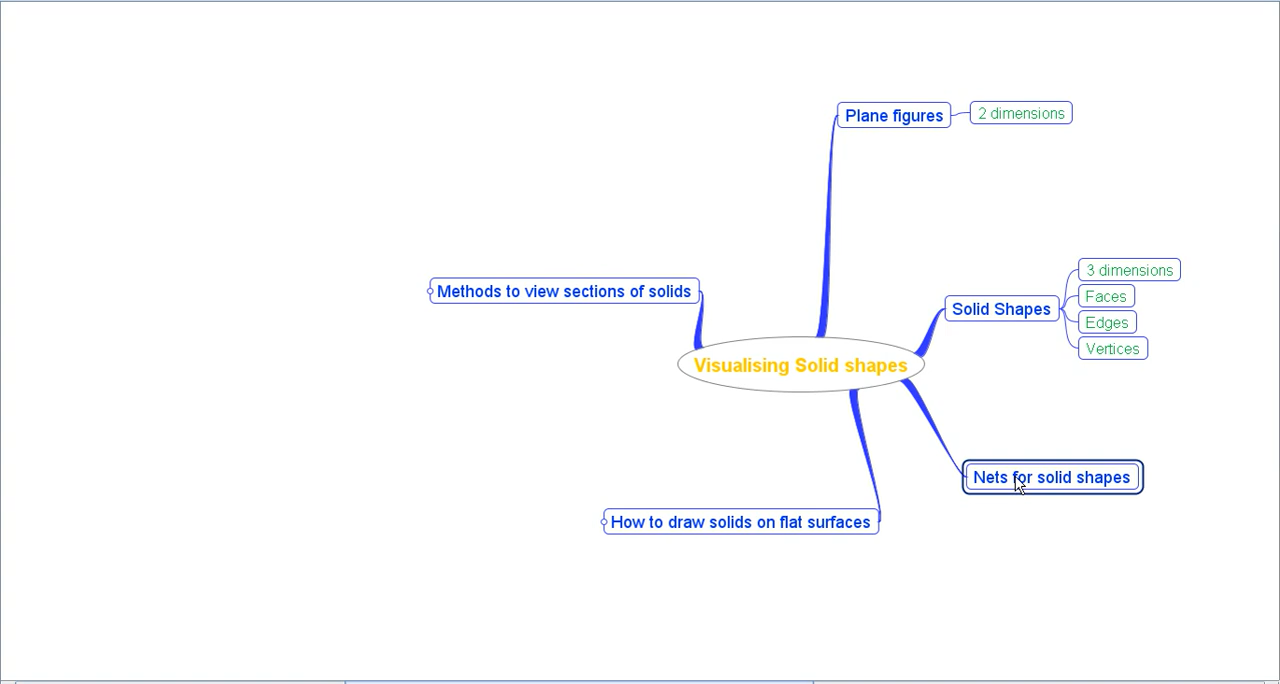 Plane figures
2 dimensions
Methods to view sections of solids
Solid Shapes
3 dimensions
Faces
Edges
Vertices
Visualising Solid shapes
Nets for solid shapes
How to draw solids on flat surfaces